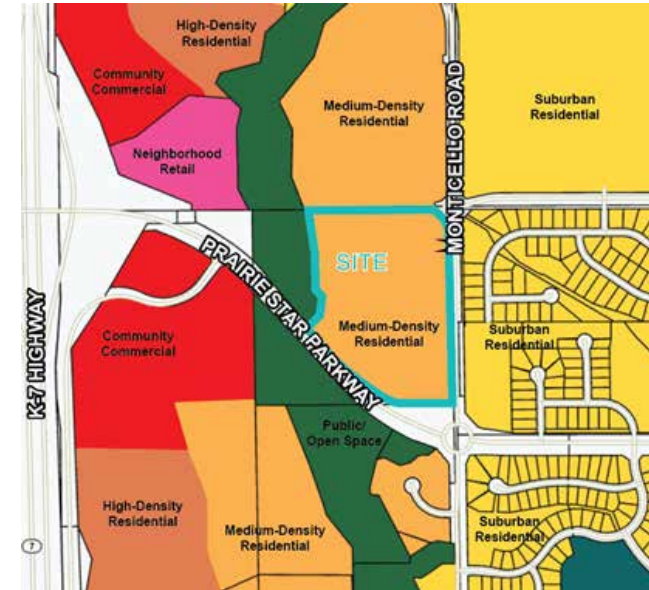 High-Density
Residential
Community
Commercial
Medium-Density
Residential
Suburban
Residential
Neighborhood
Retail
MONTICELLO ROAD
PRAIRIE STAR PARKWAY
SITE
K-7 HIGHWAY
Community
Commercial
Medium-Density
Residential
Suburban
Residential
Public/
Open Space
High-Density
Residential
Medium-Density
Residential
Suburban
Residential
7